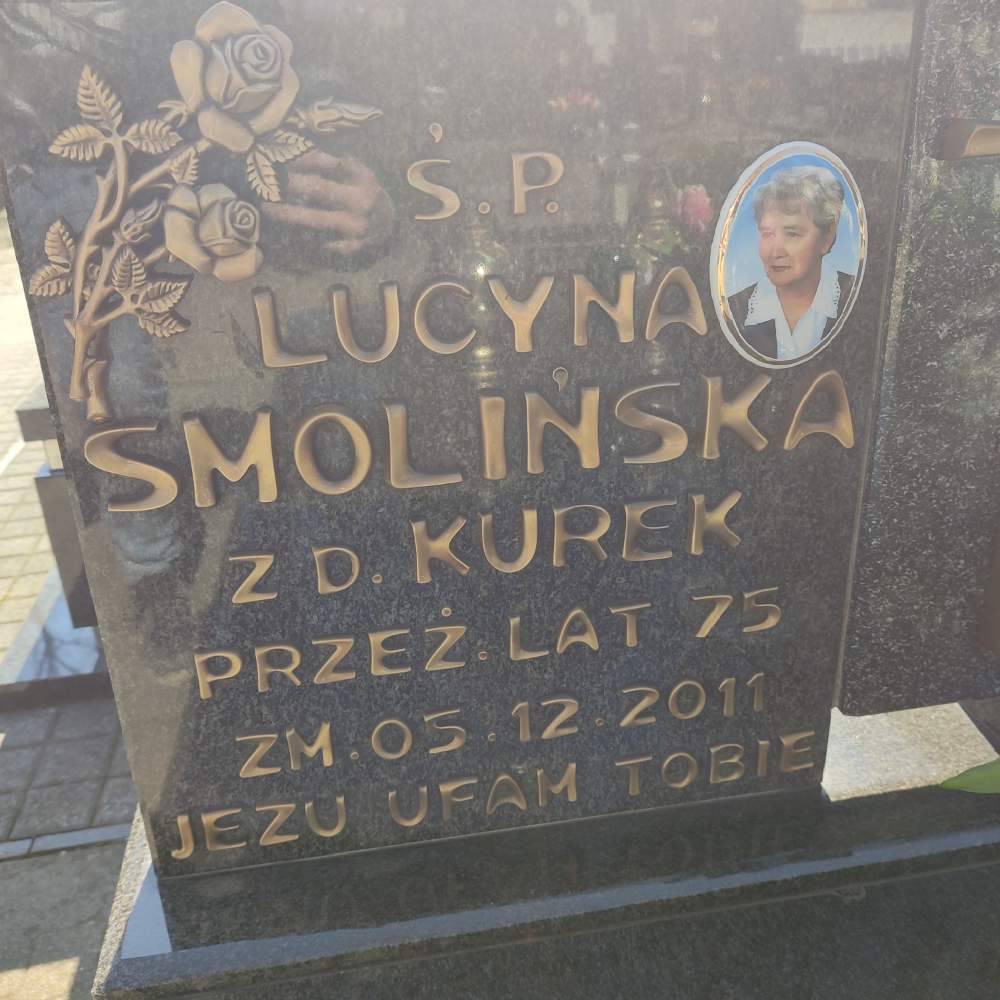 Ś.P.
LUCYNA
SMOLIŃSKA
Z D. KUREK
PRZEŻ. LAT 75
ZM. 05.12.2011
JEZU UFAM TOBIE